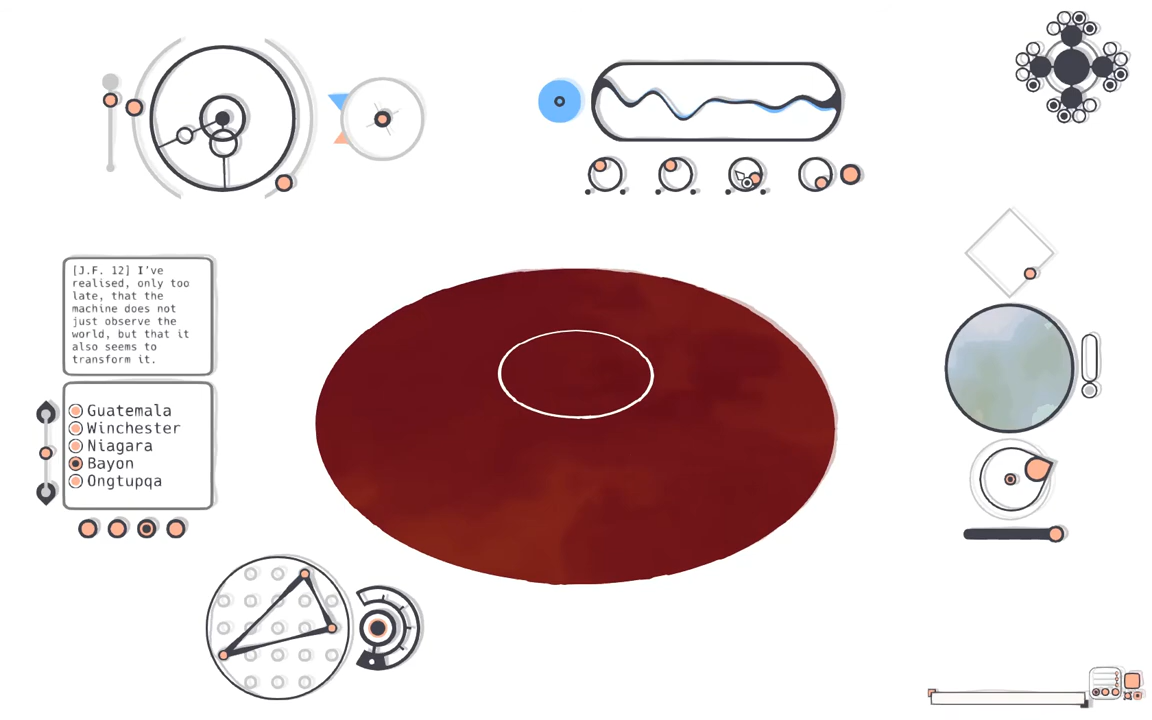 [J.F. 12] I've
realised, only too
late, that the
machine does not
just observe the
world, but that it
also seems to
transform it.
Guatemala
Winchester
Niagara
Bayon
Ongtupqa